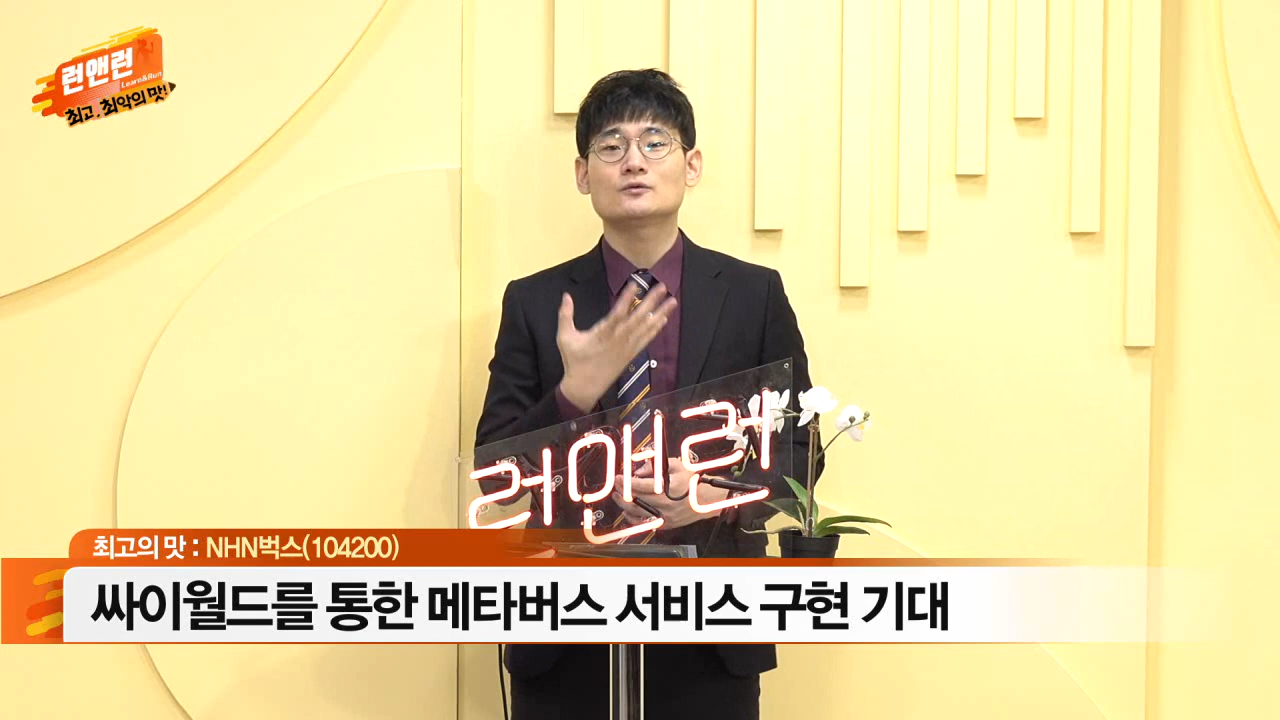 런앤런
Learn&Run
최고, 최악의 맛!
런앤런
최고의 맛 : NHN벅스(104200)
싸이월드를 통한 메타버스 서비스 구현 기대